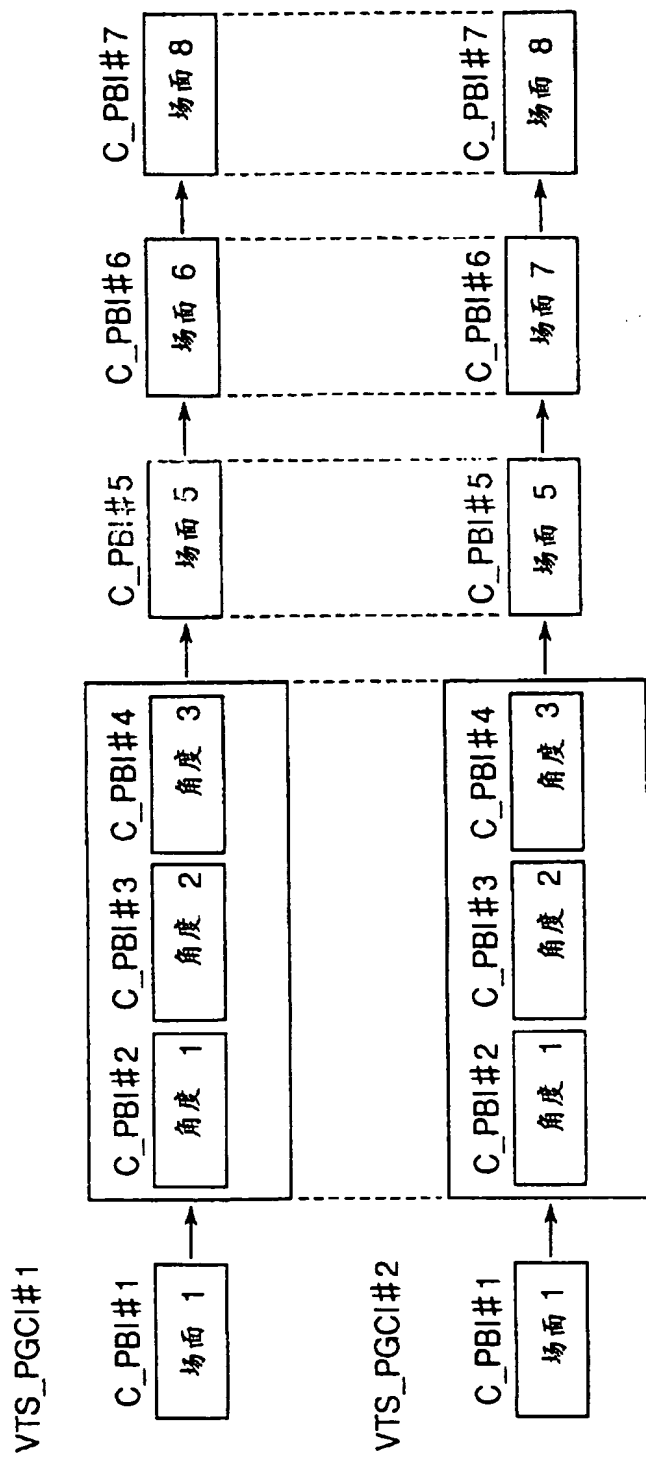 VTS_PGCI#1
C_PBI#1
场面 1
C_PBI#2
角度 1
C_PBI#3
角度 2
C_PBI#4
角度 3
C_PBI#5
场面 5
C_PBI#6
场面 6
C_PBI#7
场面 8
VTS_PGCI#2
C_PBI#1
场面 1
C_PBI#2
角度 1
C_PBI#3
角度 2
C_PBI#4
角度 3
C_PBI#5
场面 5
C_PBI#6
场面 7
C_PBI#7
场面 8